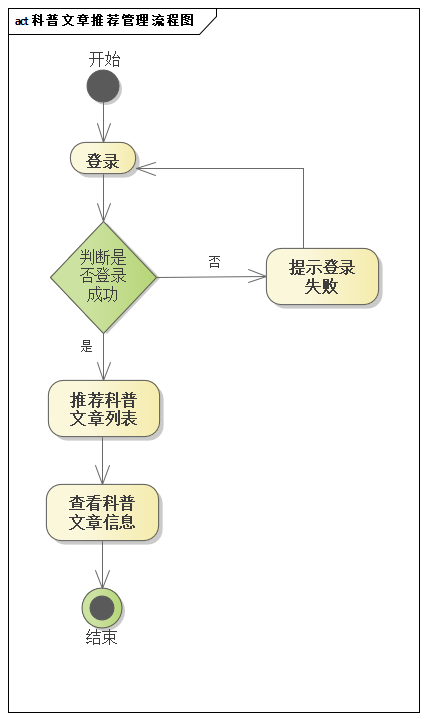 act 科普文章推荐管理流程图
开始
登录
判断是
否登录
成功
否
提示登录
失败
是
推荐科普
文章列表
查看科普
文章信息
结束